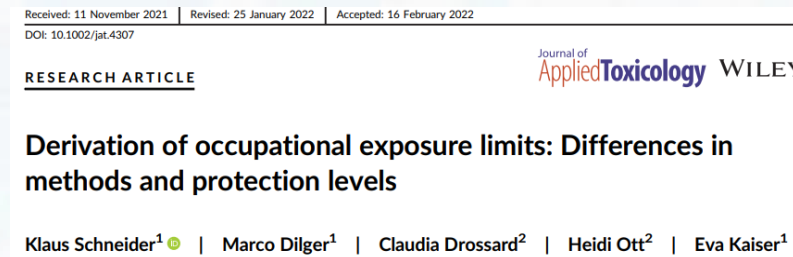 Received: 11 November 2021 | Revised: 25 January 2022 | Accepted: 16 February 2022
DOI: 10.1002/jat.4307
Journal of
AppliedToxicology WILEY
RESEARCH ARTICLE
Derivation of occupational exposure limits: Differences in
methods and protection levels
Klaus Schneider1 | Marco Dilger1 | Claudia Drossard2 | Heidi Ott2 | Eva Kaiser1